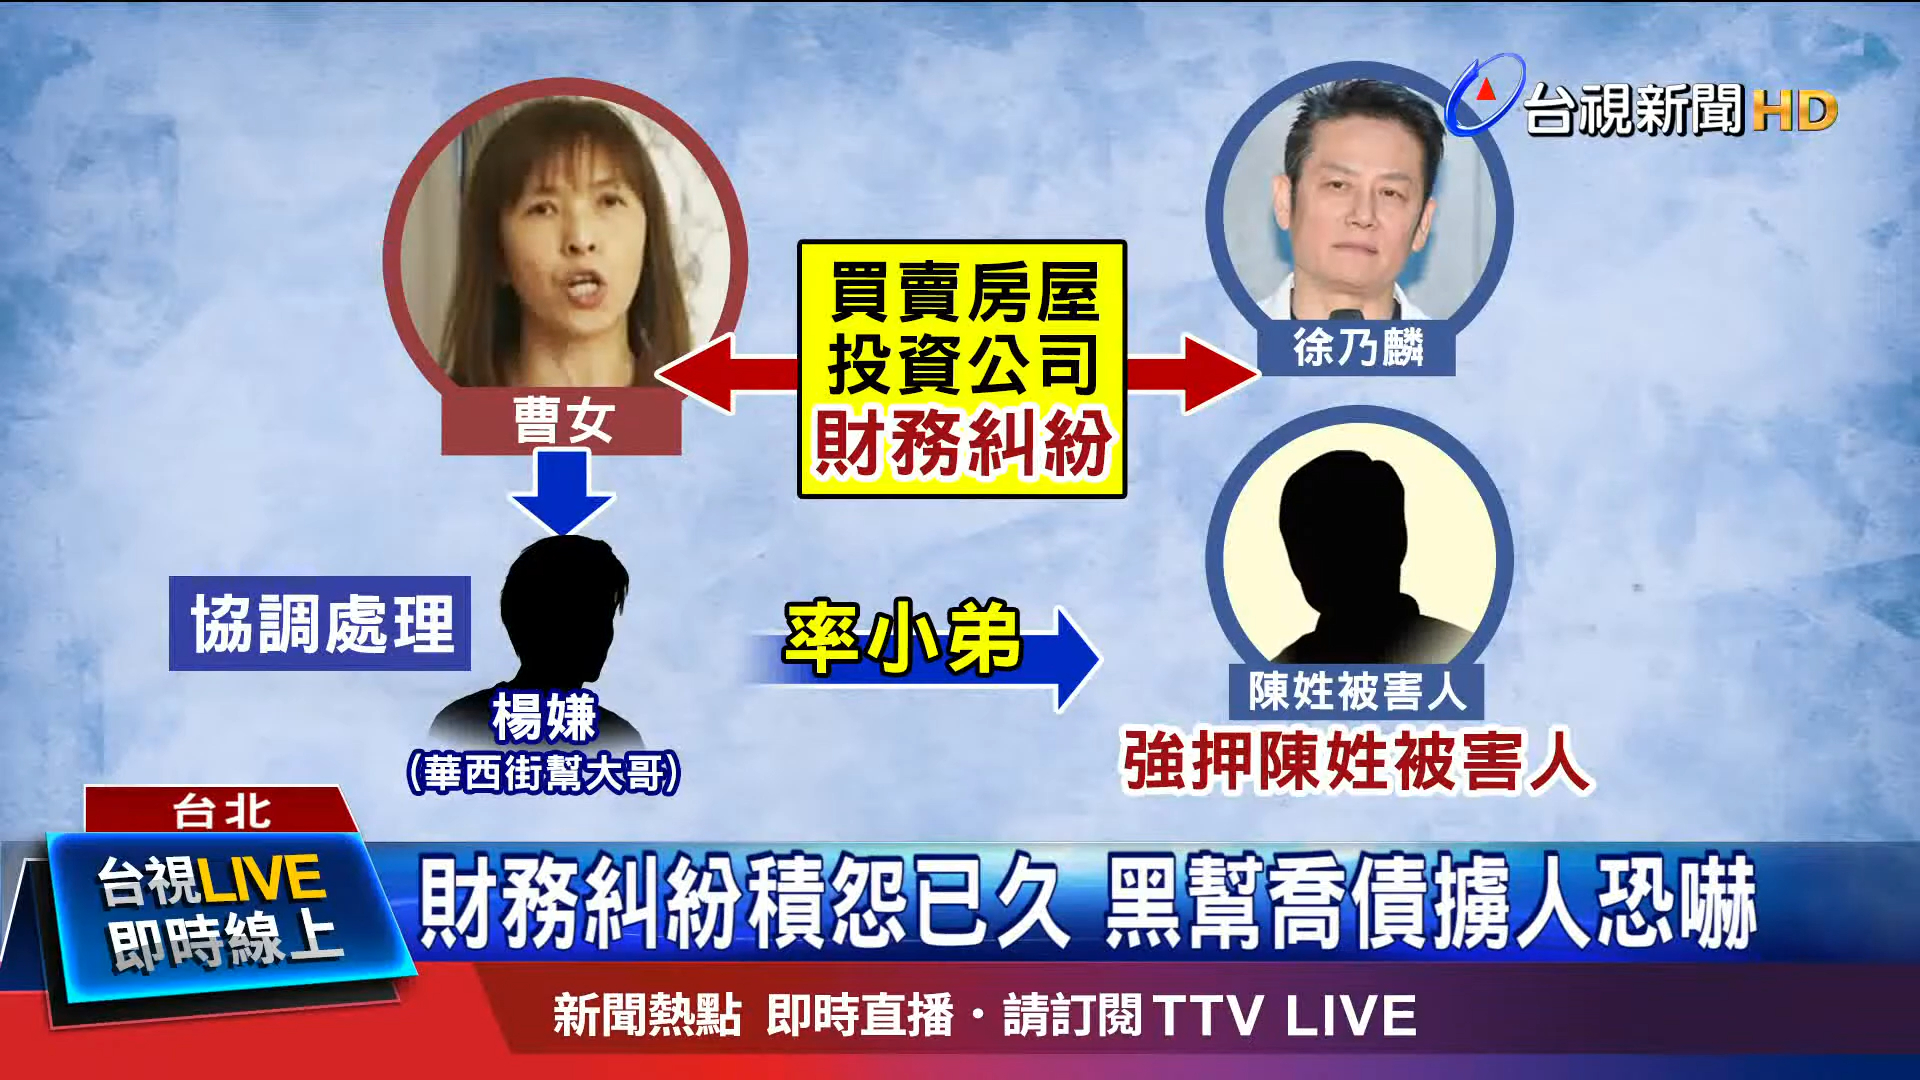 台視新聞HD
買賣房屋
投資公司
財務糾紛
徐乃麟
曹女
協調處理
率小弟
楊嫌
(華西街幫大哥)
陳姓被害人
強押陳姓被害人
台北
台視LIVE
即時線上
財務糾紛積怨已久 黑幫喬債擄人恐嚇
新聞熱點 即時直播・請訂閱TTV LIVE